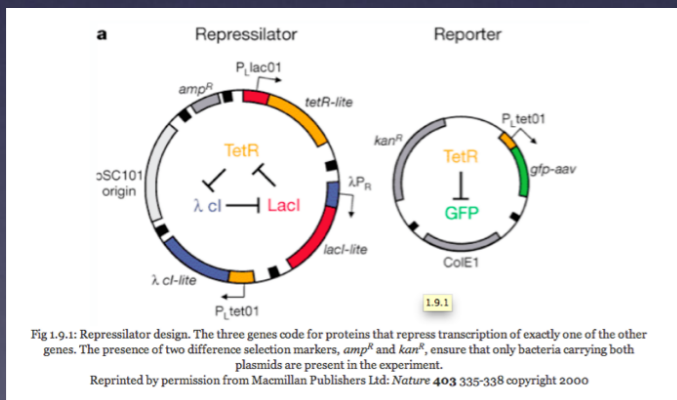 a
Repressilator
Reporter
PLlac01
ampR
tetR-lite
PLtet01
kanR
TetR
TetR
gfp-aav
pSC101
origin
λPR
λ cI
LacI
GFP
lacI-lite
ColE1
λ cI-lite
PLtet01
1.9.1
Fig 1.9.1: Repressilator design. The three genes code for proteins that repress transcription of exactly one of the other
genes. The presence of two difference selection markers, ampR and kanR, ensure that only bacteria carrying both
plasmids are present in the experiment.
Reprinted by permission from Macmillan Publishers Ltd: Nature 403 335-338 copyright 2000